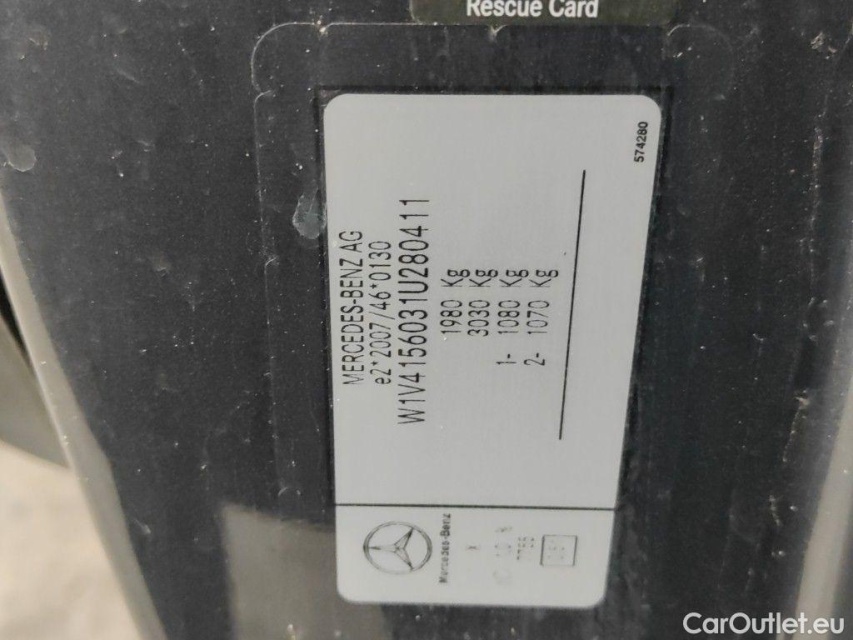 Rescue Card
574280
MERCEDES-BENZ AG
e2*2007/46*0130
W1V4156031U280411
1980 Kg
3030 Kg
1- 1080 Kg
2- 1070 Kg
Mercedes-Benz
CarOutlet.eu